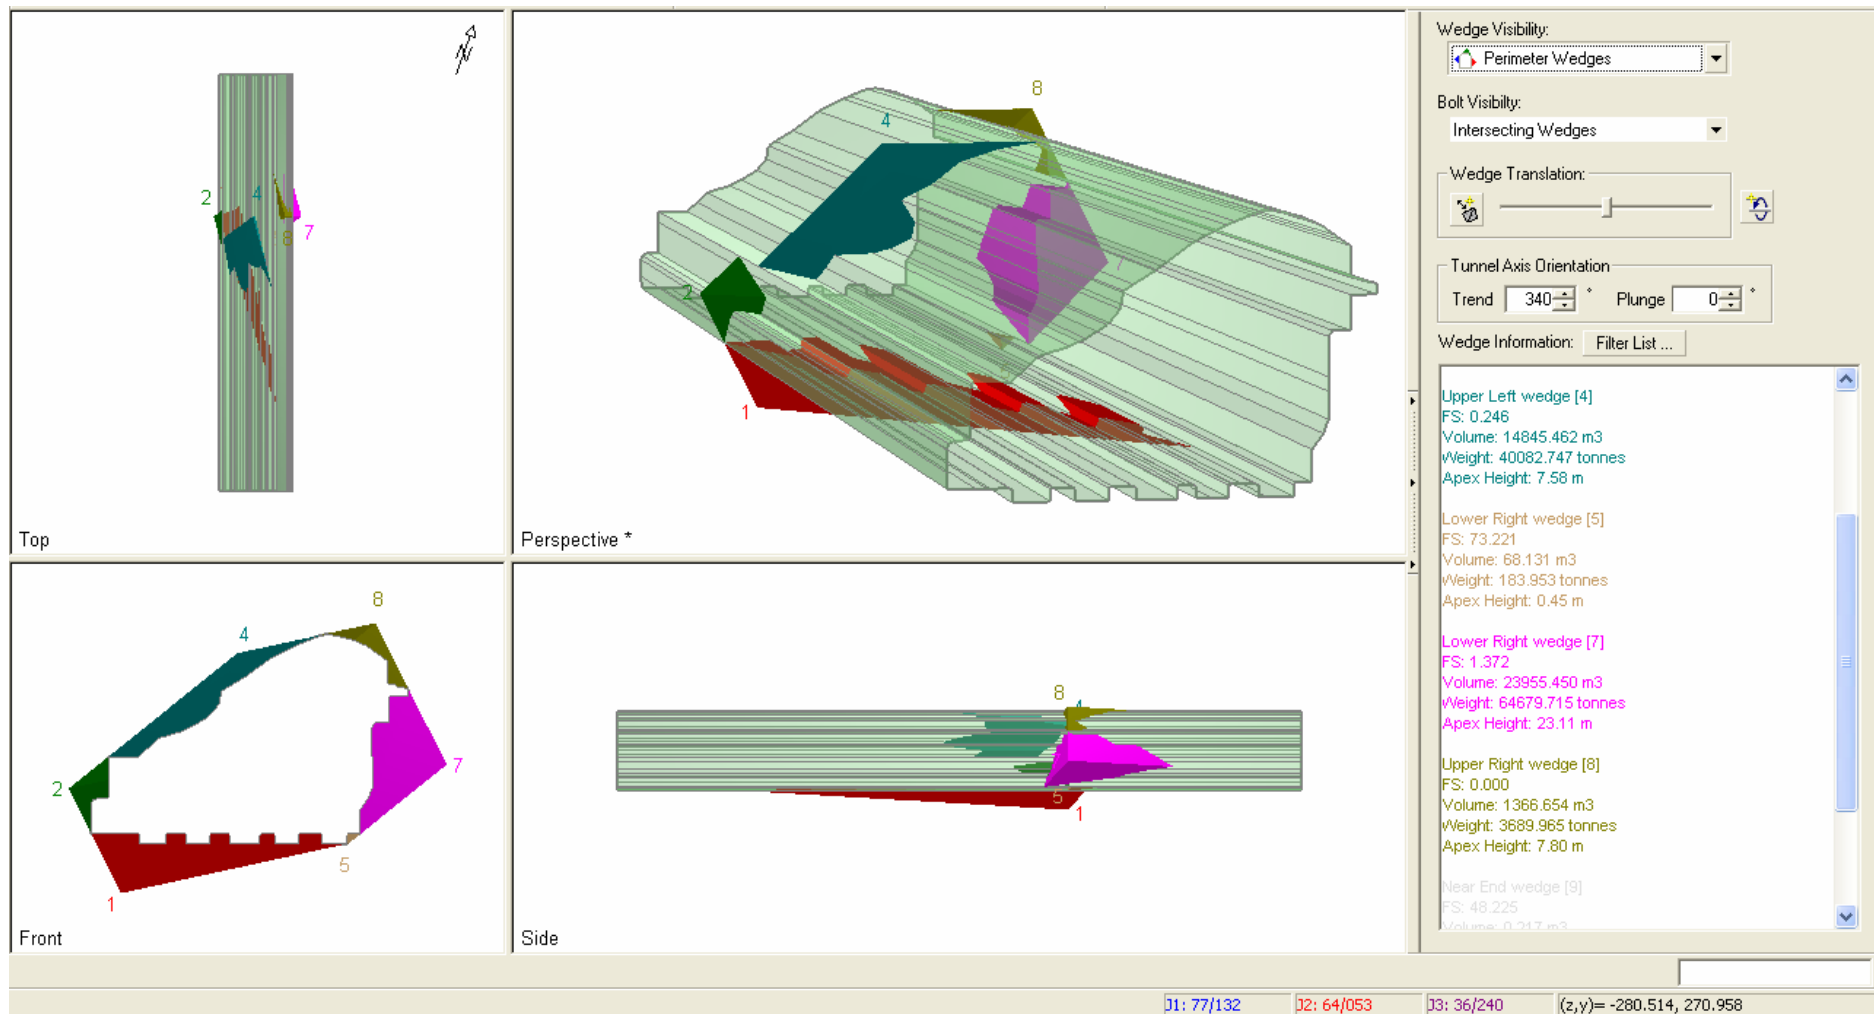 N
2
4
8
7
Top
8
4
2
1
Perspective *
4
8
2
7
5
1
Front
8
4
5
1
Side
Wedge Visibility:
Perimeter Wedges
Bolt Visibilty:
Intersecting Wedges
Wedge Translation:
Tunnel Axis Orientation
Trend 340 ° Plunge 0 °
Wedge Information: Filter List ...
Upper Left wedge [4]
FS: 0.246
Volume: 14845.462 m3
Weight: 40082.747 tonnes
Apex Height: 7.58 m
Lower Right wedge [5]
FS: 73.221
Volume: 68.131 m3
Weight: 183.953 tonnes
Apex Height: 0.45 m
Lower Right wedge [7]
FS: 1.372
Volume: 23955.450 m3
Weight: 64679.715 tonnes
Apex Height: 23.11 m
Upper Right wedge [8]
FS: 0.000
Volume: 1366.654 m3
Weight: 3689.965 tonnes
Apex Height: 7.80 m
Near End wedge [9]
FS: 48.225
Volume: 0.217 m3
J1: 77/132 J2: 64/053 J3: 36/240 (z,y)= -280.514, 270.958